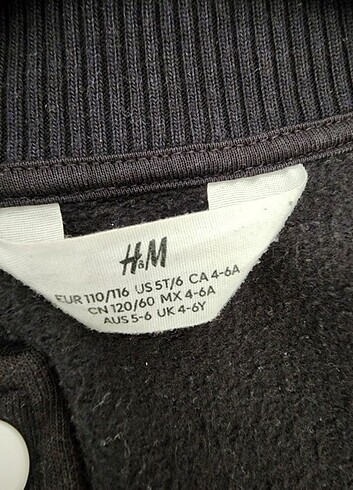 H&M
EUR 110/116 US 5T/6 CA 4-6A
CN 120/60 MX 4-6A
AUS 5-6 UK 4-6Y